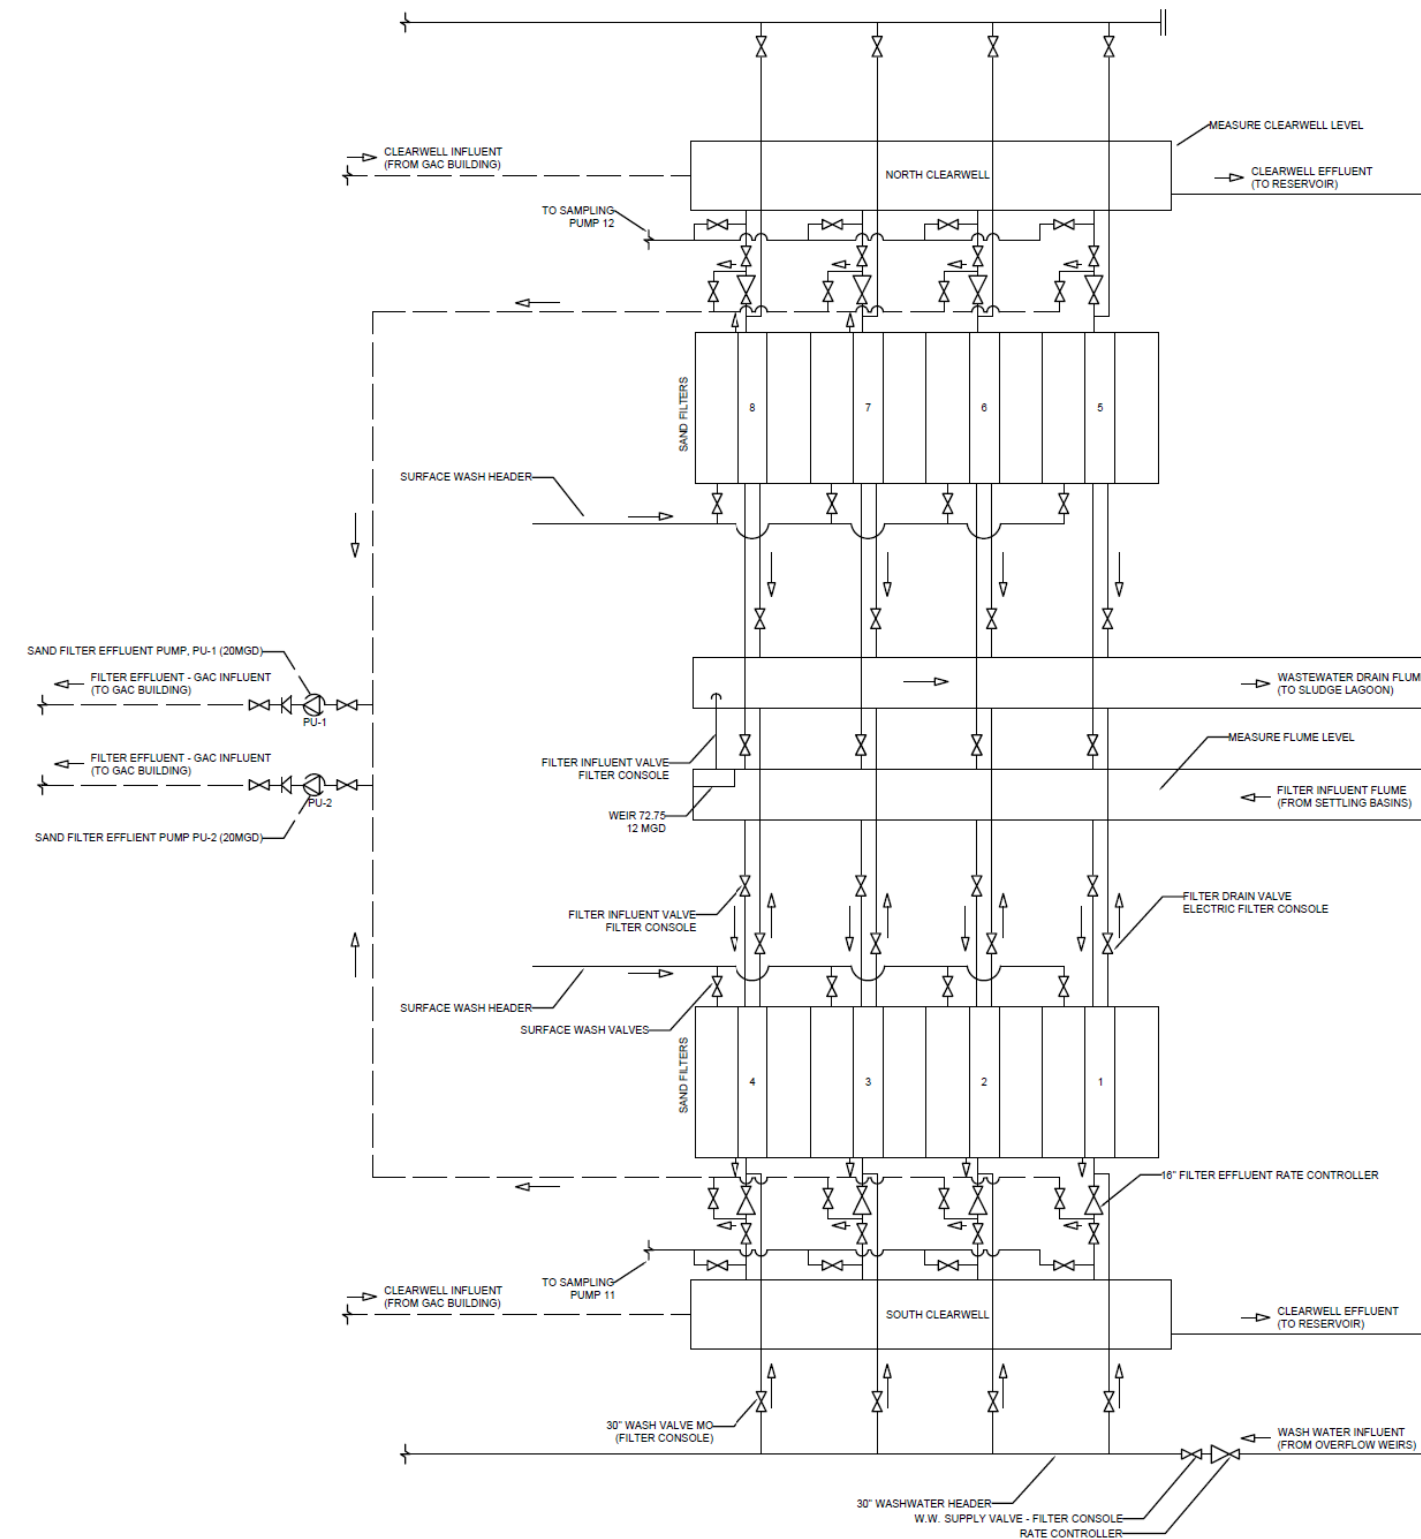 MEASURE CLEARWELL LEVEL
CLEARWELL INFLUENT
(FROM GAC BUILDING)
NORTH CLEARWELL
CLEARWELL EFFLUENT
(TO RESERVOIR)
TO SAMPLING
PUMP 12
SAND FILTERS
8
7
6
5
SURFACE WASH HEADER
SAND FILTER EFFLUENT PUMP, PU-1 (20MGD)
FILTER EFFLUENT - GAC INFLUENT
(TO GAC BUILDING)
PU-1
WASTEWATER DRAIN FLUM
(TO SLUDGE LAGOON)
FILTER INFLUENT VALVE
FILTER CONSOLE
MEASURE FLUME LEVEL
FILTER EFFLUENT - GAC INFLUENT
(TO GAC BUILDING)
PU-2
WEIR 72.75
12 MGD
FILTER INFLUENT FLUME
(FROM SETTLING BASINS)
SAND FILTER EFFLIENT PUMP PU-2 (20MGD)
FILTER INFLUENT VALVE
FILTER CONSOLE
FILTER DRAIN VALVE
ELECTRIC FILTER CONSOLE
SURFACE WASH HEADER
SURFACE WASH VALVES
SAND FILTERS
4
3
2
1
16" FILTER EFFLUENT RATE CONTROLLER
TO SAMPLING
PUMP 11
CLEARWELL INFLUENT
(FROM GAC BUILDING)
SOUTH CLEARWELL
CLEARWELL EFFLUENT
(TO RESERVOIR)
30" WASH VALVE MO
(FILTER CONSOLE)
WASH WATER INFLUENT
(FROM OVERFLOW WEIRS)
30" WASHWATER HEADER
W.W. SUPPLY VALVE - FILTER CONSOLE
RATE CONTROLLER